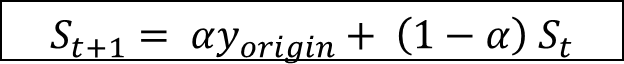 S_{t+1} = αy_{origin} + (1 − α) S_t